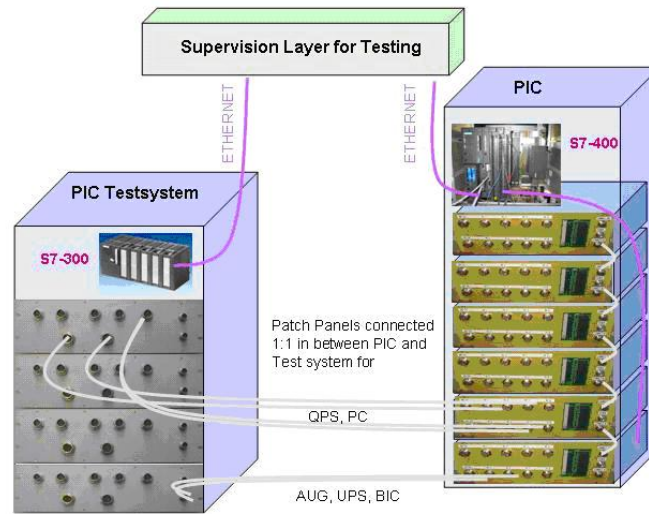 Supervision Layer for Testing
ETHERNET
ETHERNET
PIC
S7-400
PIC Testsystem
S7-300
Patch Panels connected
1:1 in between PIC and
Test system for
QPS, PC
AUG, UPS, BIC